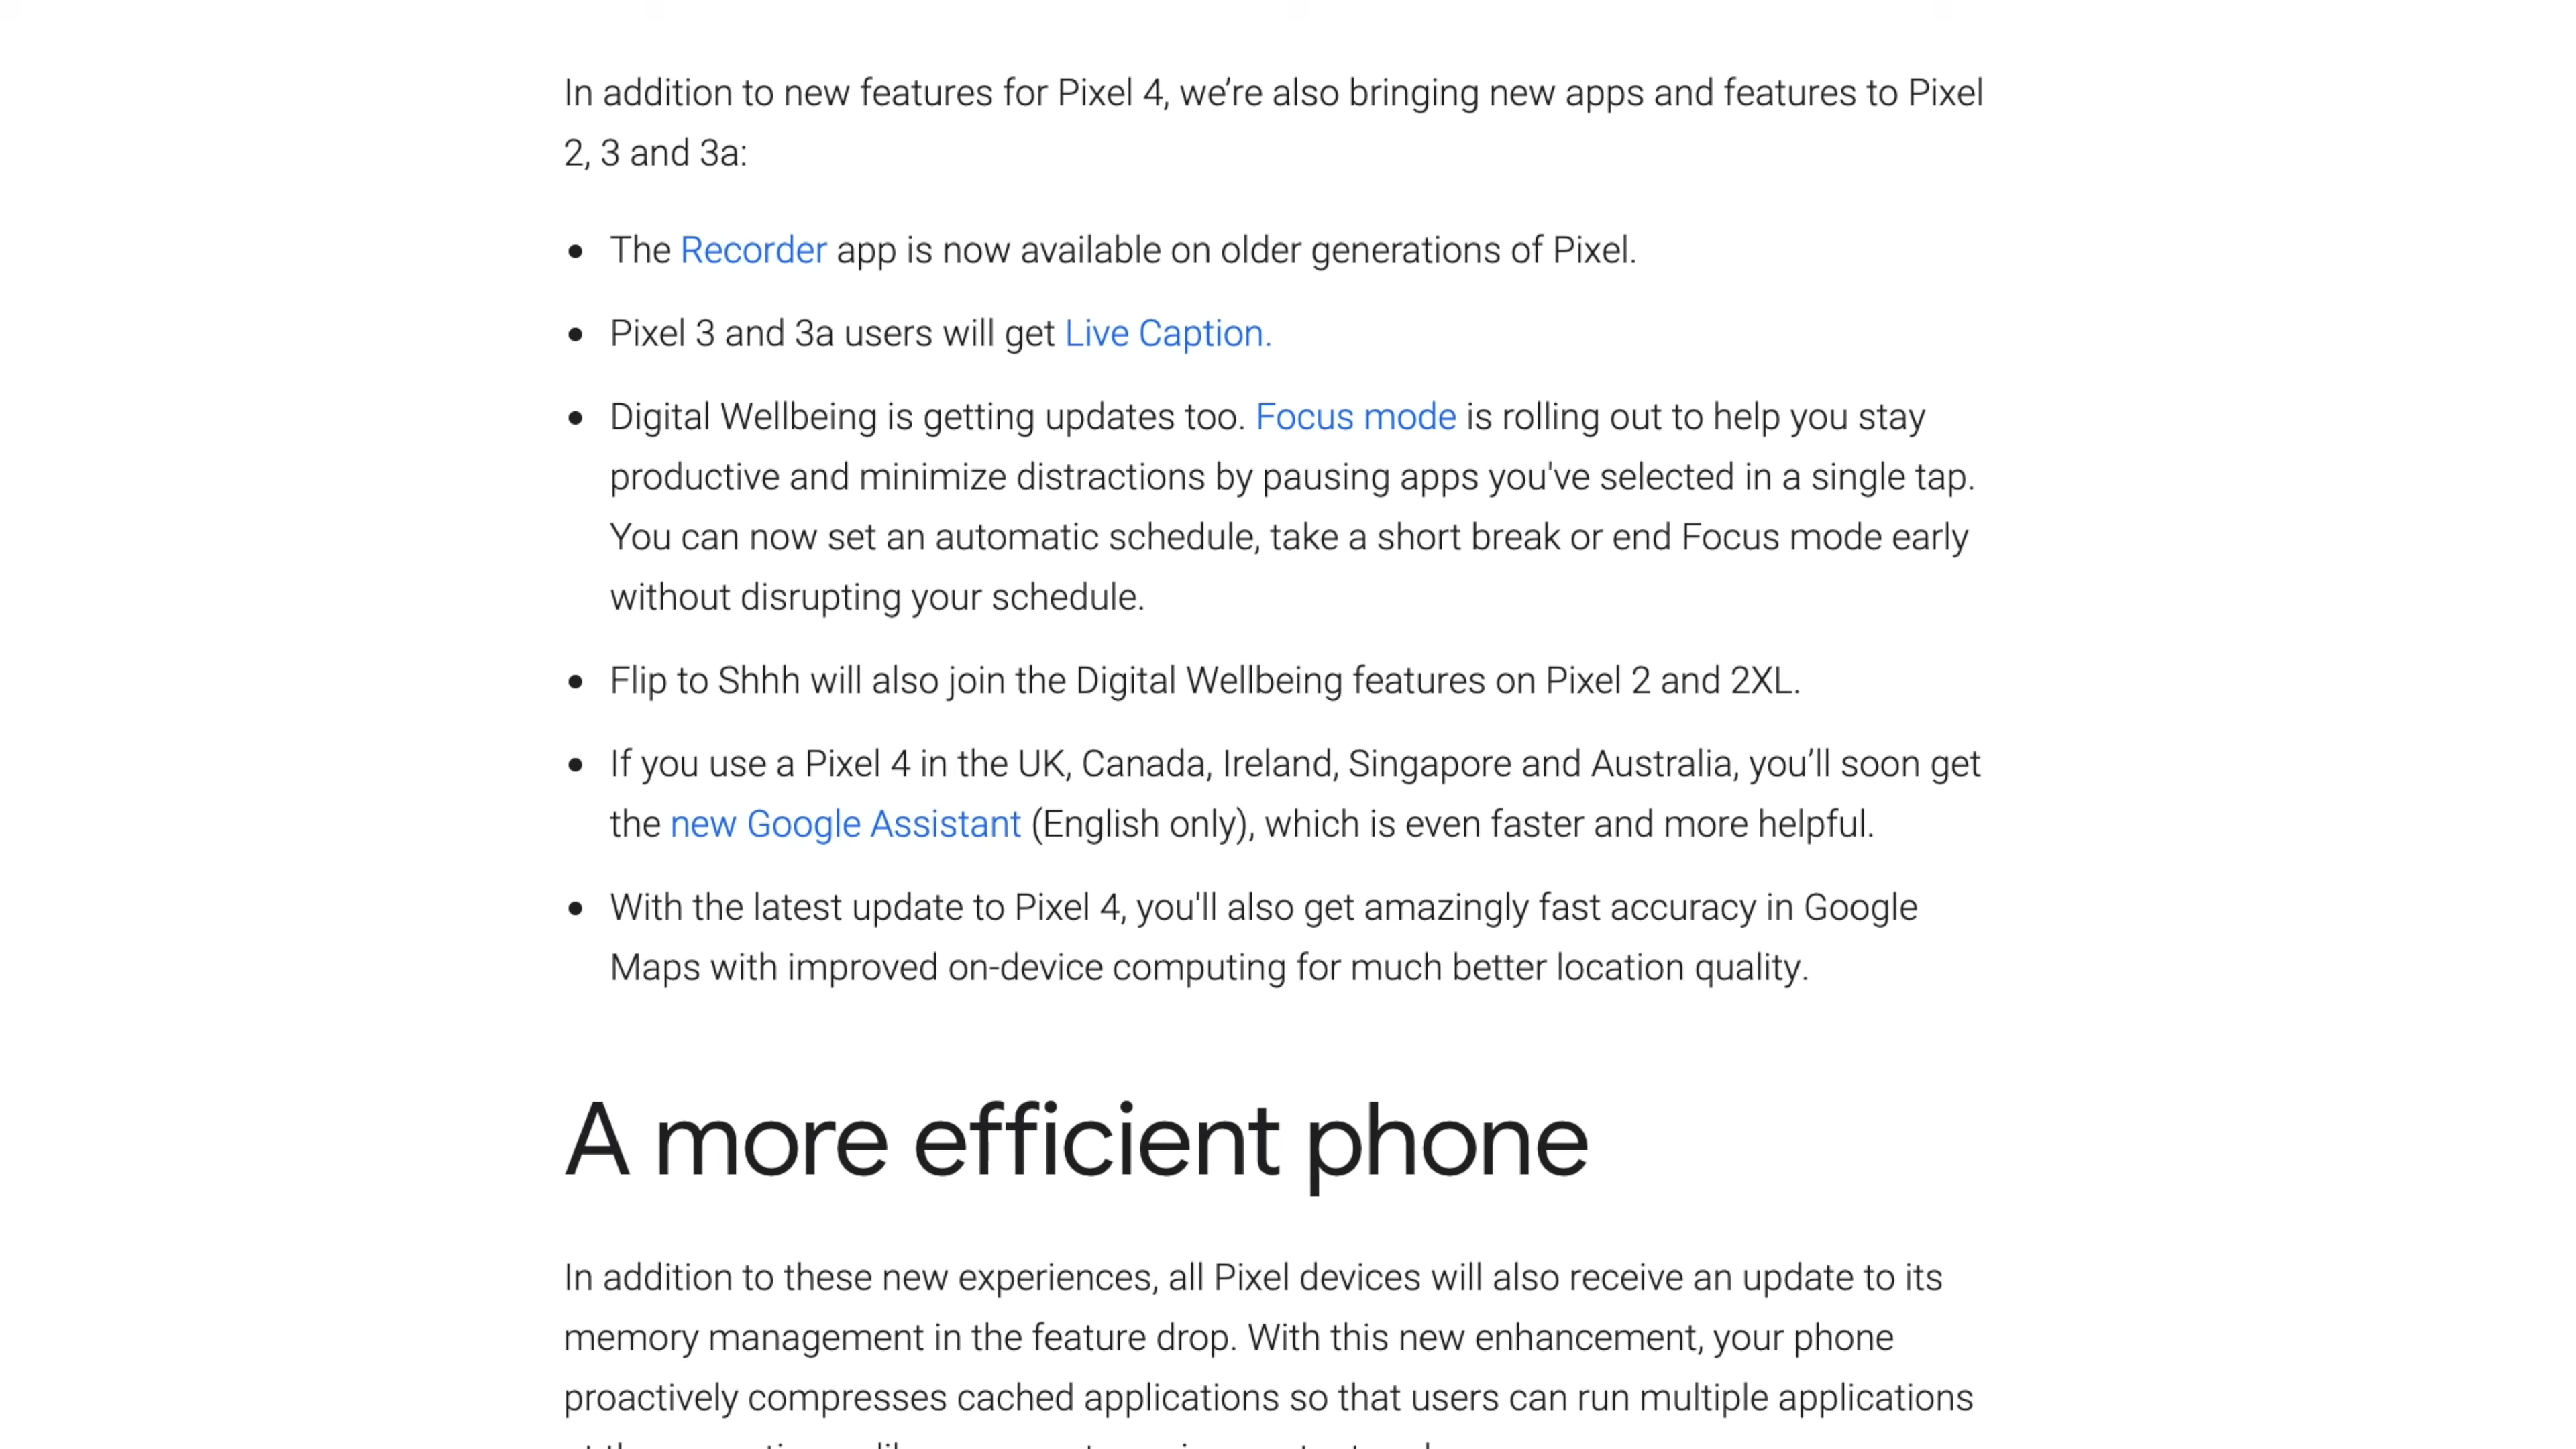 In addition to new features for Pixel 4, we’re also bringing new apps and features to Pixel
2, 3 and 3a:
• The Recorder app is now available on older generations of Pixel.
• Pixel 3 and 3a users will get Live Caption.
• Digital Wellbeing is getting updates too. Focus mode is rolling out to help you stay
productive and minimize distractions by pausing apps you've selected in a single tap.
You can now set an automatic schedule, take a short break or end Focus mode early
without disrupting your schedule.
• Flip to Shhh will also join the Digital Wellbeing features on Pixel 2 and 2XL.
• If you use a Pixel 4 in the UK, Canada, Ireland, Singapore and Australia, you’ll soon get
the new Google Assistant (English only), which is even faster and more helpful.
• With the latest update to Pixel 4, you'll also get amazingly fast accuracy in Google
Maps with improved on-device computing for much better location quality.
A more efficient phone
In addition to these new experiences, all Pixel devices will also receive an update to its
memory management in the feature drop. With this new enhancement, your phone
proactively compresses cached applications so that users can run multiple applications